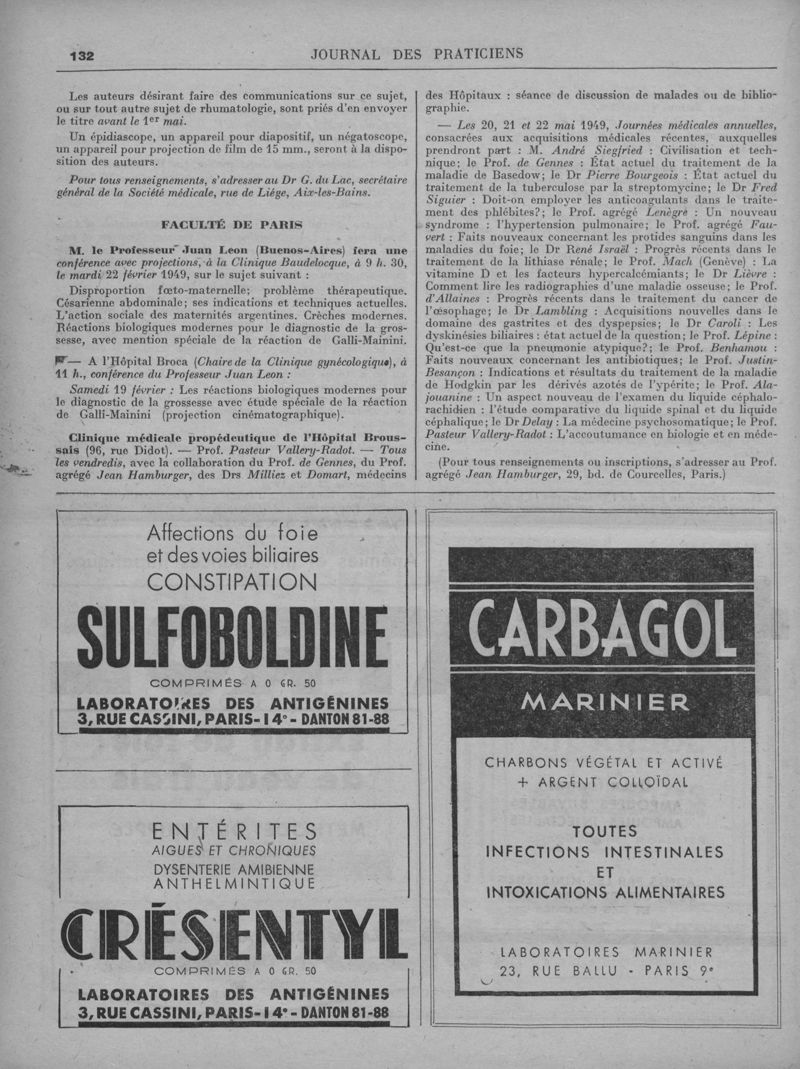 132
JOURNAL DES PRATICIENS
Les auteurs désirant faire des communications sur ce sujet,
ou sur tout autre sujet de rhumatologie, sont priés d'en envoyer
le titre avant le 1er mai.
Un épidiascope, un appareil pour diapositif, un négatoscope,
un appareil pour projection de film de 15 mm., seront à la dispo-
sition des auteurs.
Pour tous renseignements, s'adresser au Dr G. du Lac, secrétaire
général de la Société médicale, rue de Liége, Aix-les-Bains.
FACULTÉ DE PARIS
M. le Professeur Juan Leon (Buenos-Aires) fera une
conférence avec projections, à la Clinique Baudelocque, à 9 h. 30,
le mardi 22 février 1949, sur le sujet suivant :
Disproportion fœto-maternelle; problème thérapeutique.
Césarienne abdominale; ses indications et techniques actuelles.
L'action sociale des maternités argentines. Crèches modernes.
Réactions biologiques modernes pour le diagnostic de la gros-
sesse, avec mention spéciale de la réaction de Galli-Mainini.
— A l'Hôpital Broca (Chaire de la Clinique gynécologique), à
11 h., conférence du Professeur Juan Leon :
Samedi 19 février : Les réactions biologiques modernes pour
le diagnostic de la grossesse avec étude spéciale de la réaction
de Galli-Mainini (projection cinématographique).
Clinique médicale propédeutique de l'Hôpital Brous-
sais (96, rue Didot). — Prof. Pasteur Vallery-Radot. — Tous
les vendredis, avec la collaboration du Prof. de Gennes, du Prof.
agrégé Jean Hamburger, des Drs Milliez et Domart, médecins
des Hôpitaux : séance de discussion de malades ou de biblio-
graphie.
— Les 20, 21 et 22 mai 1949, Journées médicales annuelles,
consacrées aux acquisitions médicales récentes, auxquelles
prendront part : M. André Siegfried : Civilisation et tech-
nique; le Prof. de Gennes : État actuel du traitement de la
maladie de Basedow; le Dr Pierre Bourgeois : État actuel du
traitement de la tuberculose par la streptomycine; le Dr Fred
Siguier : Doit-on employer les anticoagulants dans le traite-
ment des phlébites?; le Prof. agrégé Lenègre : Un nouveau
syndrome : l'hypertension pulmonaire; le Prof. agrégé Fau-
vert : Faits nouveaux concernant les protides sanguins dans les
maladies du foie; le Dr René Israël : Progrès récents dans le
traitement de la lithiase rénale; le Prof. Mach (Genève) : La
vitamine D et les facteurs hypercalcémiants; le Dr Lièvre :
Comment lire les radiographies d'une maladie osseuse; le Prof.
d'Allaines : Progrès récents dans le traitement du cancer de
l'œsophage; le Dr Lambling : Acquisitions nouvelles dans le
domaine des gastrites et des dyspepsies; le Dr Caroli : Les
dyskinésies biliaires : état actuel de la question; le Prof. Lépine :
Qu'est-ce que la pneumonie atypique?; le Prof. Benhamou :
Faits nouveaux concernant les antibiotiques; le Prof. Justin-
Besançon : Indications et résultats du traitement de la maladie
de Hodgkin par les dérivés azotés de l'ypérite; le Prof. Ala-
jouanine : Un aspect nouveau de l'examen du liquide céphalo-
rachidien : l'étude comparative du liquide spinal et du liquide
céphalique; le Dr Delay : La médecine psychosomatique; le Prof.
Pasteur Vallery-Radot : L'accoutumance en biologie et en méde-
cine.
(Pour tous renseignements ou inscriptions, s'adresser au Prof.
agrégé Jean Hamburger, 29, bd. de Courcelles, Paris.)
Affections du foie
et des voies biliaires
CONSTIPATION
SULFOBOLDINE
COMPRIMÉS A 0 GR. 50
LABORATOIRES DES ANTIGÉNINES
3, RUE CASSINI, PARIS-14e - DANTON 81-88
ENTÉRITES
AIGUES ET CHRONIQUES
DYSENTERIE AMIBIENNE
ANTHELMINTIQUE
CRÉSENTYL
COMPRIMÉS A 0 GR. 50
LABORATOIRES DES ANTIGÉNINES
3, RUE CASSINI, PARIS-14e - DANTON 81-88
CARBAGOL
MARINIER
CHARBONS VÉGÉTAL ET ACTIVÉ
+ ARGENT COLLOÏDAL
TOUTES
INFECTIONS INTESTINALES
ET
INTOXICATIONS ALIMENTAIRES
LABORATOIRES MARINIER
23, RUE BALLU - PARIS 9e